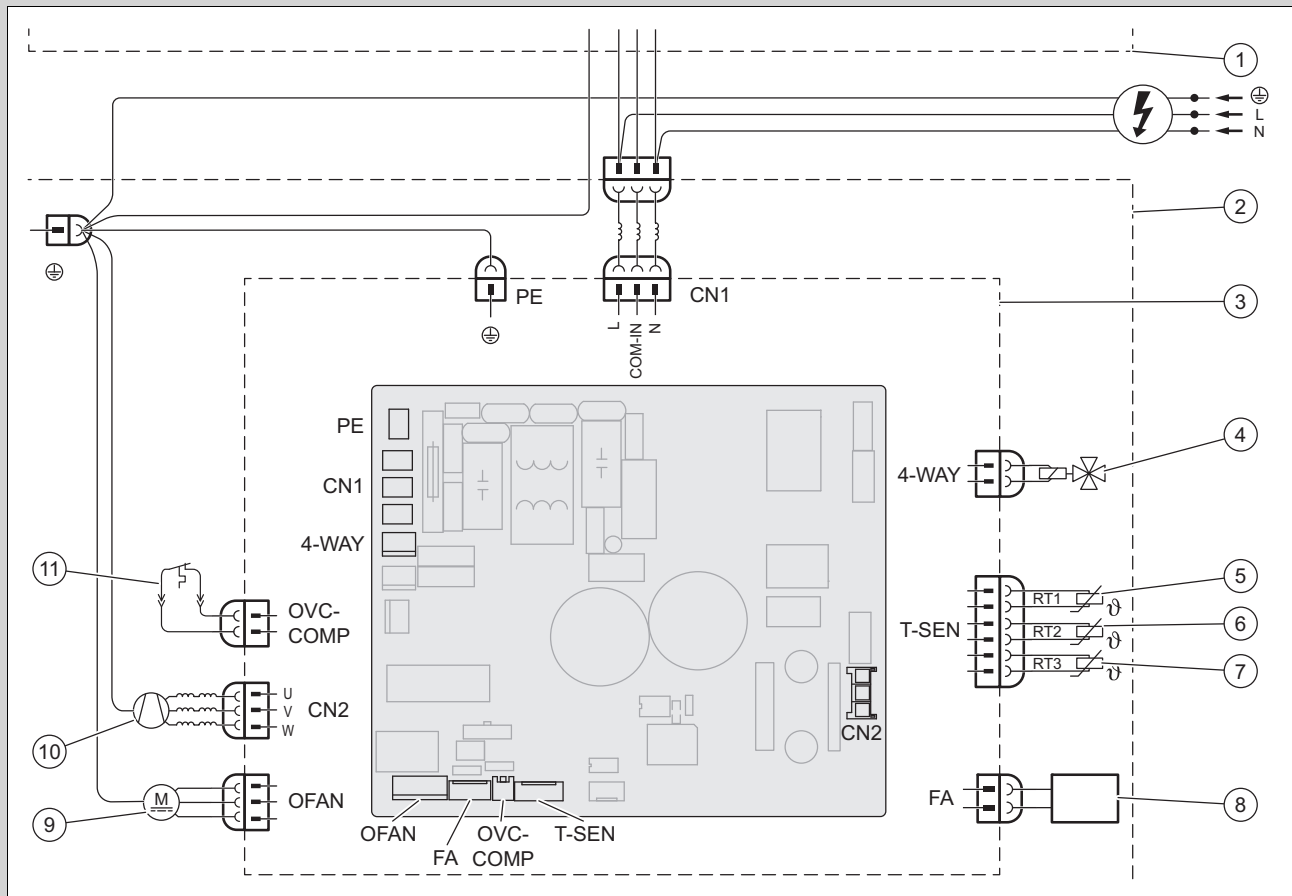 1
L
N
2
PE
CN1
3
L
COM-IN
N
PE
CN1
4-WAY
4-WAY
4
11
OVC-
COMP
T-SEN
RT1
ϑ
5
RT2
ϑ
6
RT3
ϑ
7
U
V
W
CN2
10
CN2
M
OFAN
9
FA
8
OFAN
FA
OVC-
COMP
T-SEN